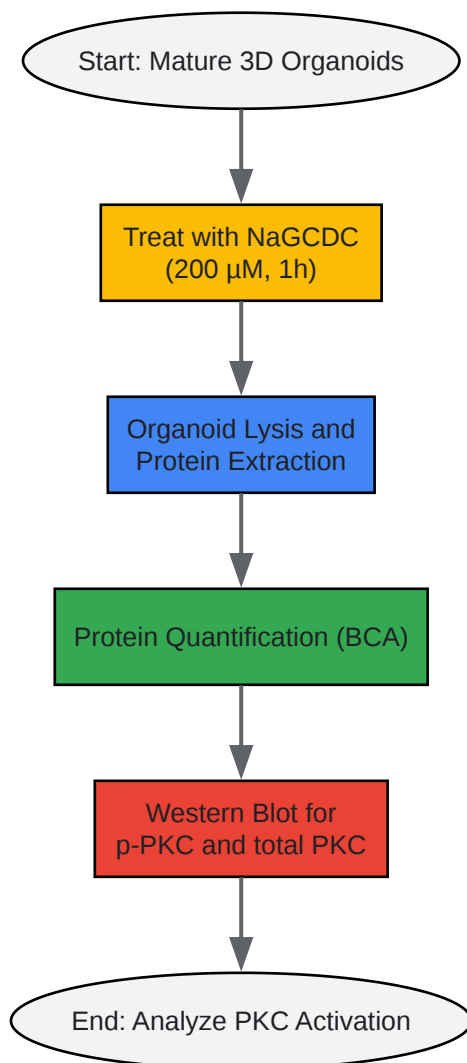 Start: Mature 3D Organoids
Treat with NaGCDC
(200 µM, 1h)
Organoid Lysis and
Protein Extraction
Protein Quantification (BCA)
Western Blot for
p-PKC and total PKC
End: Analyze PKC Activation